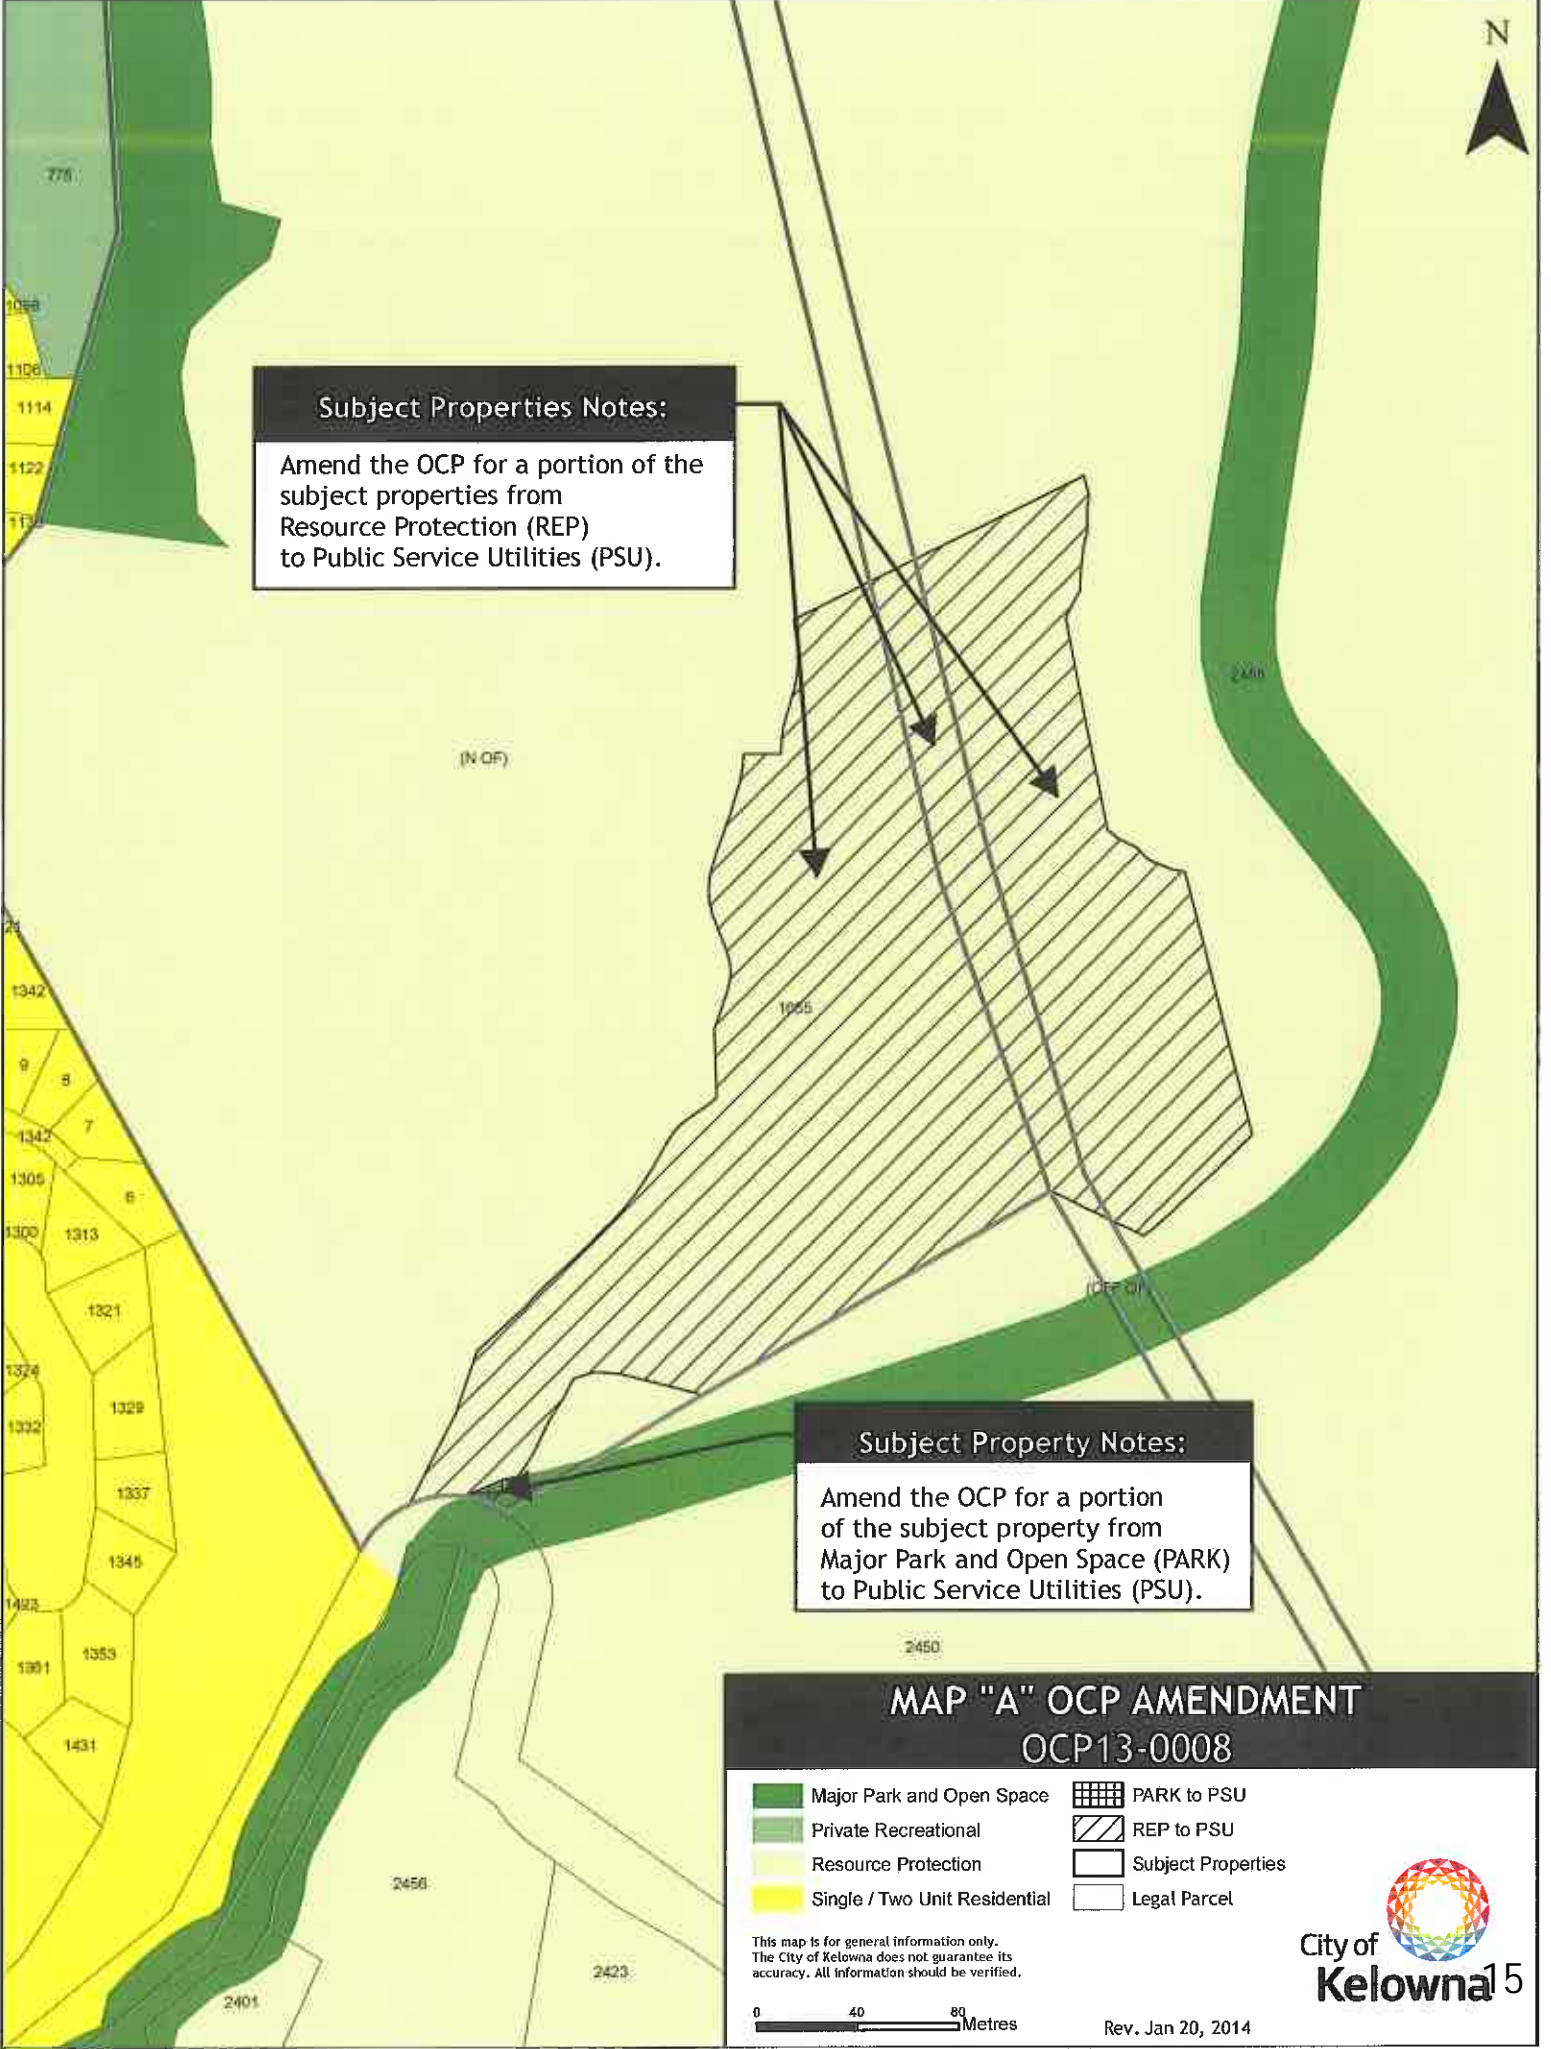 N
775
1098
1106
1114
1122
Subject Properties Notes:
Amend the OCP for a portion of the
subject properties from
Resource Protection (REP)
to Public Service Utilities (PSU).
(N OF)
1342
9
8
7
1342
1305
6
1300
1313
1321
1324
1329
1332
1337
1345
1493
1353
1361
1431
Subject Property Notes:
Amend the OCP for a portion
of the subject property from
Major Park and Open Space (PARK)
to Public Service Utilities (PSU).
2450
2456
2423
2401
MAP "A" OCP AMENDMENT
OCP13-0008
Major Park and Open Space
Private Recreational
Resource Protection
Single / Two Unit Residential
PARK to PSU
REP to PSU
Subject Properties
Legal Parcel
This map is for general information only.
The City of Kelowna does not guarantee its
accuracy. All information should be verified.
0 40 80
Metres
City of
Kelowna
15
Rev. Jan 20, 2014